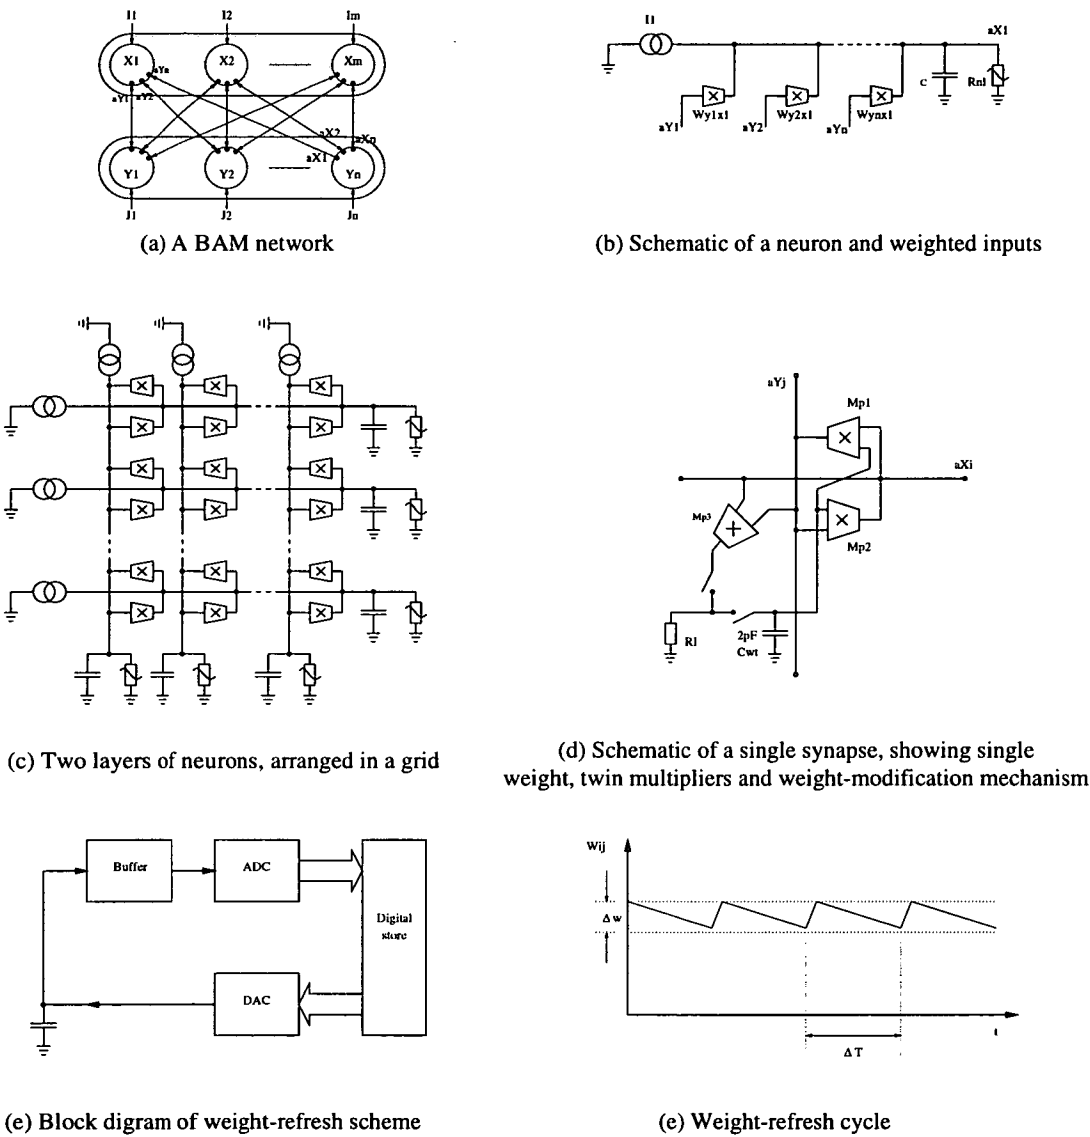 I1 I2 Im
X1 X2 Xm
aYn
aY1 aY2
aX2
aXn
aX1
Y1 Y2 Yn
J1 J2 Jn
(a) A BAM network
I1
aX1
C
Rnl
Wy1x1 Wy2x1 Wynx1
aY1 aY2 aYn
(b) Schematic of a neuron and weighted inputs
(c) Two layers of neurons, arranged in a grid
aYj
Mp1
aXi
Mp3
Mp2
Rl
2pF
Cwt
(d) Schematic of a single synapse, showing single
weight, twin multipliers and weight-modification mechanism
Buffer
ADC
Digital
store
DAC
(e) Block digram of weight-refresh scheme
Wij
Δw
t
ΔT
(e) Weight-refresh cycle